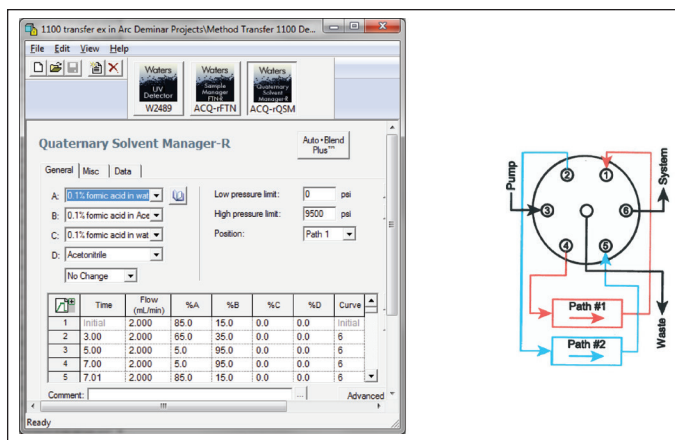 1100 transfer ex in Arc Deminar Projects\Method Transfer 1100 De...
File Edit View Help
Waters
UV
Detector
W2489
Waters
Sample
Manager
FTN-R
ACQ-rFTN
Waters
Quaternary
Solvent
Manager-R
ACQ-rQSM
Quaternary Solvent Manager-R
Auto•Blend
Plus™
General Misc Data
A: 0.1% formic acid in wat
Low pressure limit: 0 psi
B: 0.1% formic acid in Ace
High pressure limit: 9500 psi
C: 0.1% formic acid in wat
Position: Path 1
D: Acetonitrile
No Change
Time Flow (mL/min) %A %B %C %D Curve
1 Initial 2.000 85.0 15.0 0.0 0.0 Initial
2 3.00 2.000 65.0 35.0 0.0 0.0 6
3 5.00 2.000 5.0 95.0 0.0 0.0 6
4 7.00 2.000 5.0 95.0 0.0 0.0 6
5 7.01 2.000 85.0 15.0 0.0 0.0 6
Comment: ... Advanced
Ready
Pump
System
2
1
3
6
4
5
Path #1
Path #2
Waste